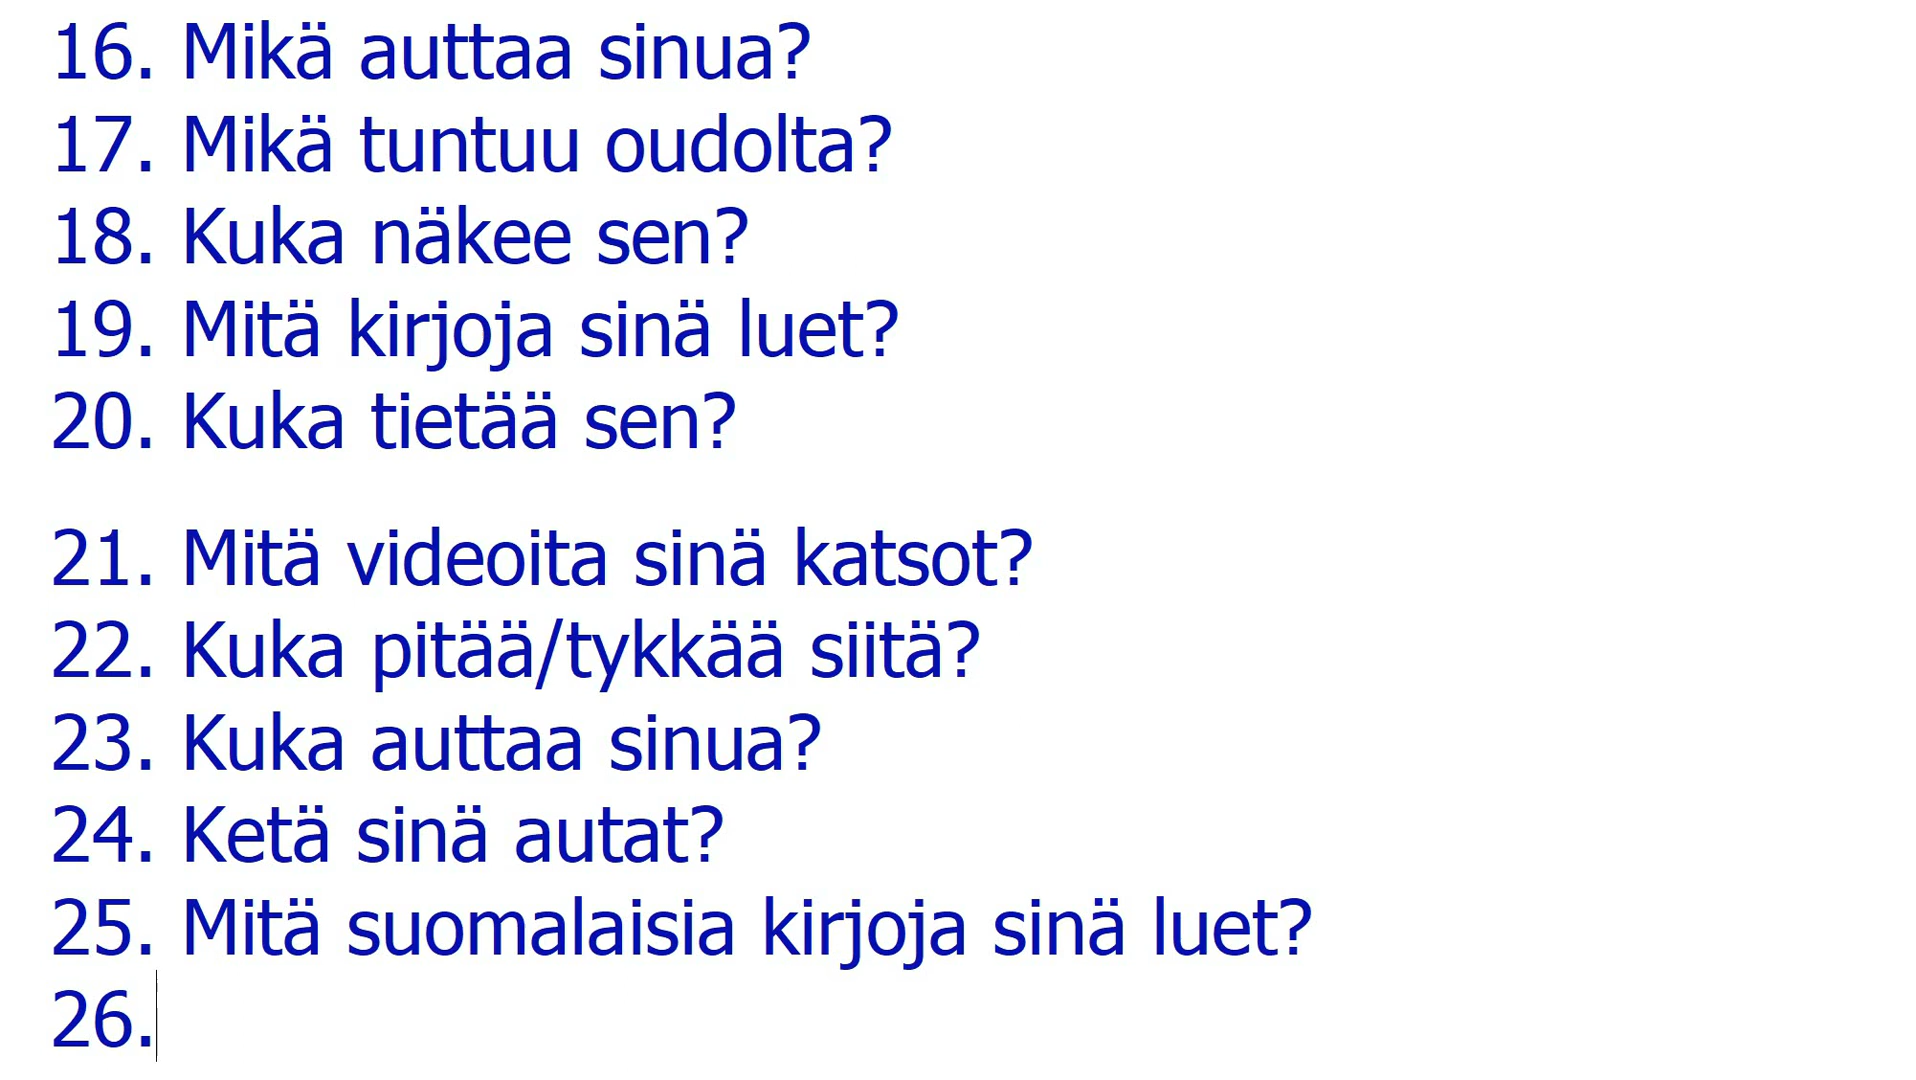 16. Mikä auttaa sinua?
17. Mikä tuntuu oudolta?
18. Kuka näkee sen?
19. Mitä kirjoja sinä luet?
20. Kuka tietää sen?
21. Mitä videoita sinä katsot?
22. Kuka pitää/tykkää siitä?
23. Kuka auttaa sinua?
24. Ketä sinä autat?
25. Mitä suomalaisia kirjoja sinä luet?
26.